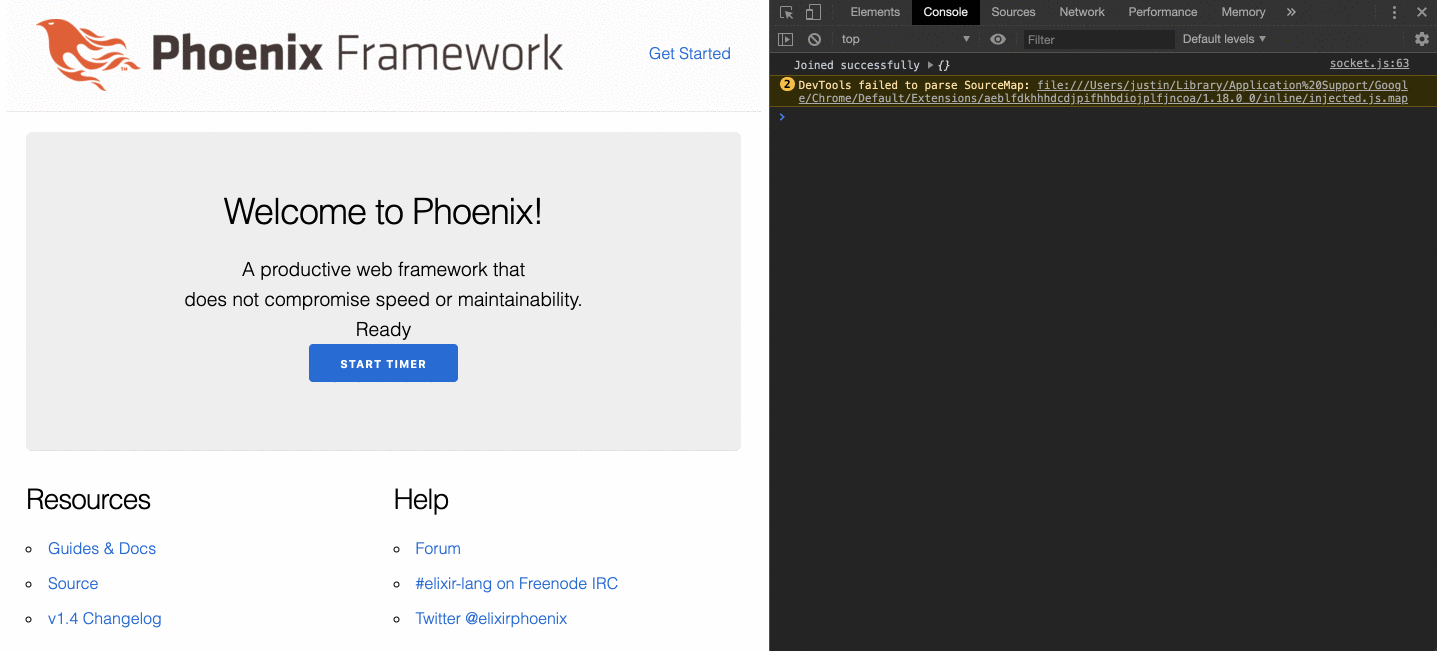 Phoenix Framework
Get Started
Welcome to Phoenix!
A productive web framework that
does not compromise speed or maintainability.
Ready
START TIMER
Resources
Guides & Docs
Source
v1.4 Changelog
Help
Forum
#elixir-lang on Freenode IRC
Twitter @elixirphoenix
Elements Console Sources Network Performance Memory »
top Filter Default levels
Joined successfully {} socket.js:63
2 DevTools failed to parse SourceMap: file:///Users/justin/Library/Application%20Support/Googl
e/Chrome/Default/Extensions/aeblfdkhhhdcdjpifhhbdiojplfjncoa/1.18.0_0/inline/injected.js.map